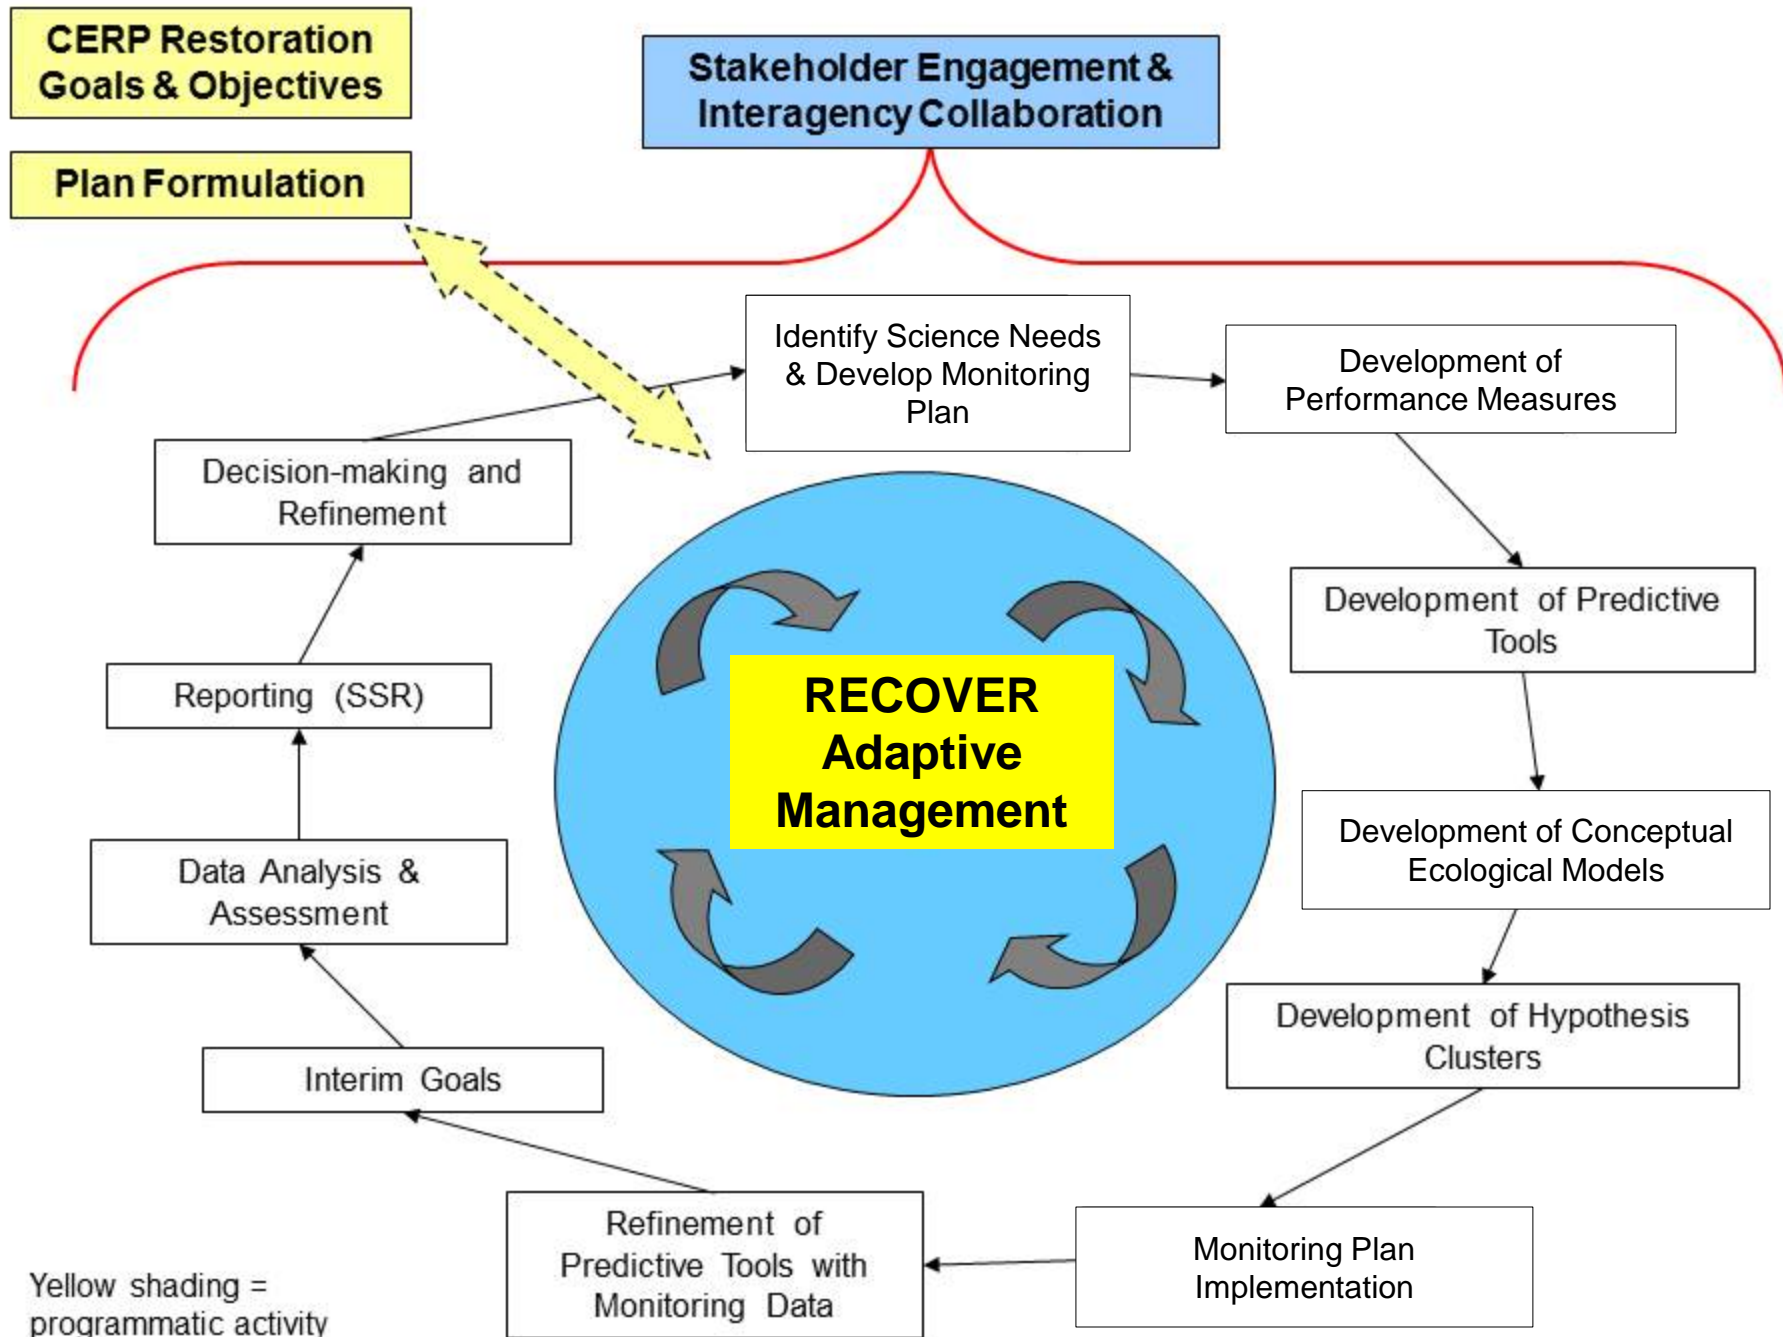 CERP Restoration
Goals & Objectives
Plan Formulation
Stakeholder Engagement &
Interagency Collaboration
Identify Science Needs
& Develop Monitoring
Plan
Development of
Performance Measures
Development of Predictive
Tools
Development of Conceptual
Ecological Models
Development of Hypothesis
Clusters
Monitoring Plan
Implementation
Refinement of
Predictive Tools with
Monitoring Data
Interim Goals
Data Analysis &
Assessment
Reporting (SSR)
Decision-making and
Refinement
RECOVER
Adaptive
Management
Yellow shading =
programmatic activity